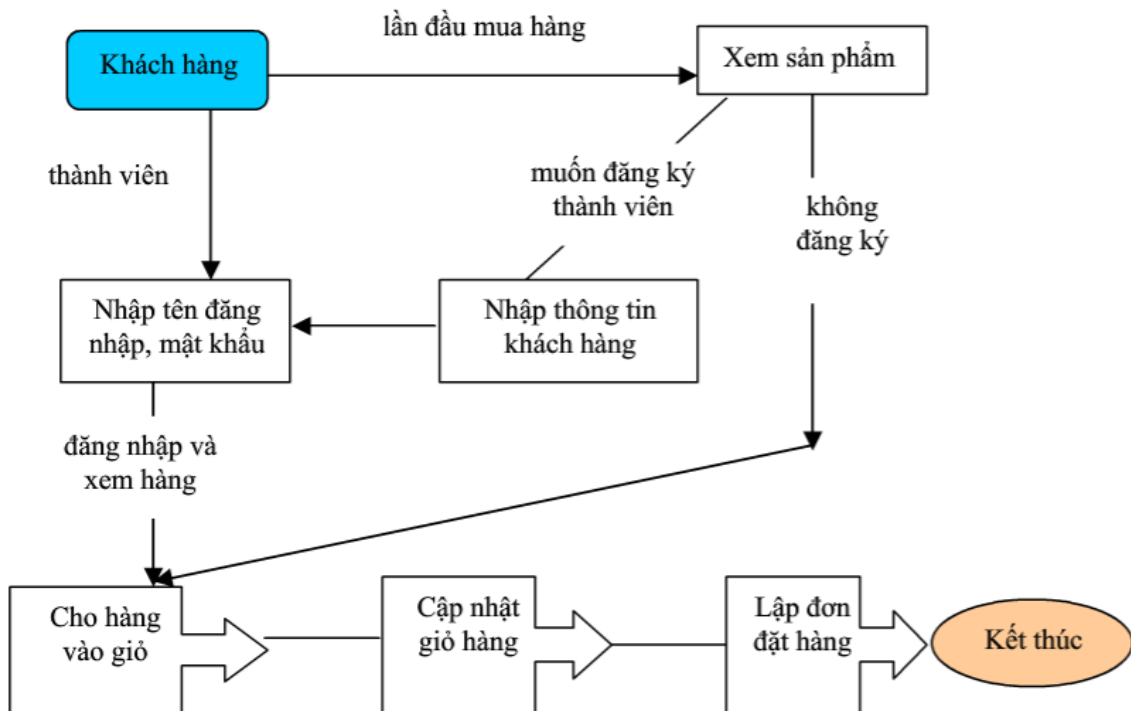 lần đầu mua hàng
Khách hàng
Xem sản phẩm
thành viên
muốn đăng ký
thành viên
không
đăng ký
Nhập tên đăng
nhập, mật khẩu
Nhập thông tin
khách hàng
đăng nhập và
xem hàng
Cho hàng
vào giỏ
Cập nhật
giỏ hàng
Lập đơn
đặt hàng
Kết thúc